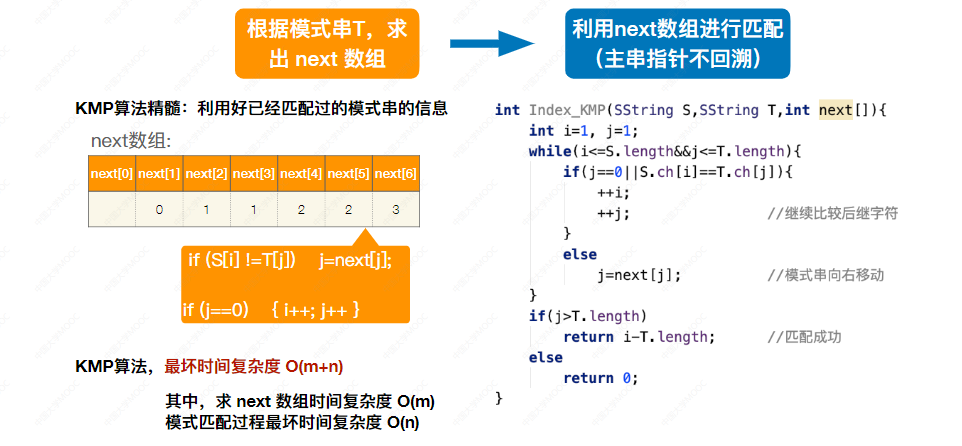 根据模式串T，求
出 next 数组
利用next数组进行匹配
（主串指针不回溯）
KMP算法精髓：利用好已经匹配过的模式串的信息
next数组:
next[0] next[1] next[2] next[3] next[4] next[5] next[6]
0 1 1 2 2 3
if (S[i] !=T[j]) j=next[j];
if (j==0) { i++; j++ }
KMP算法，最坏时间复杂度 O(m+n)
其中，求 next 数组时间复杂度 O(m)
模式匹配过程最坏时间复杂度 O(n)
int Index_KMP(SString S,SString T,int next[]){
int i=1, j=1;
while(i<=S.length&&j<=T.length){
if(j==0||S.ch[i]==T.ch[j]){
++i;
++j; //继续比较后继字符
}
else
j=next[j]; //模式串向右移动
}
if(j>T.length)
return i-T.length; //匹配成功
else
return 0;
}